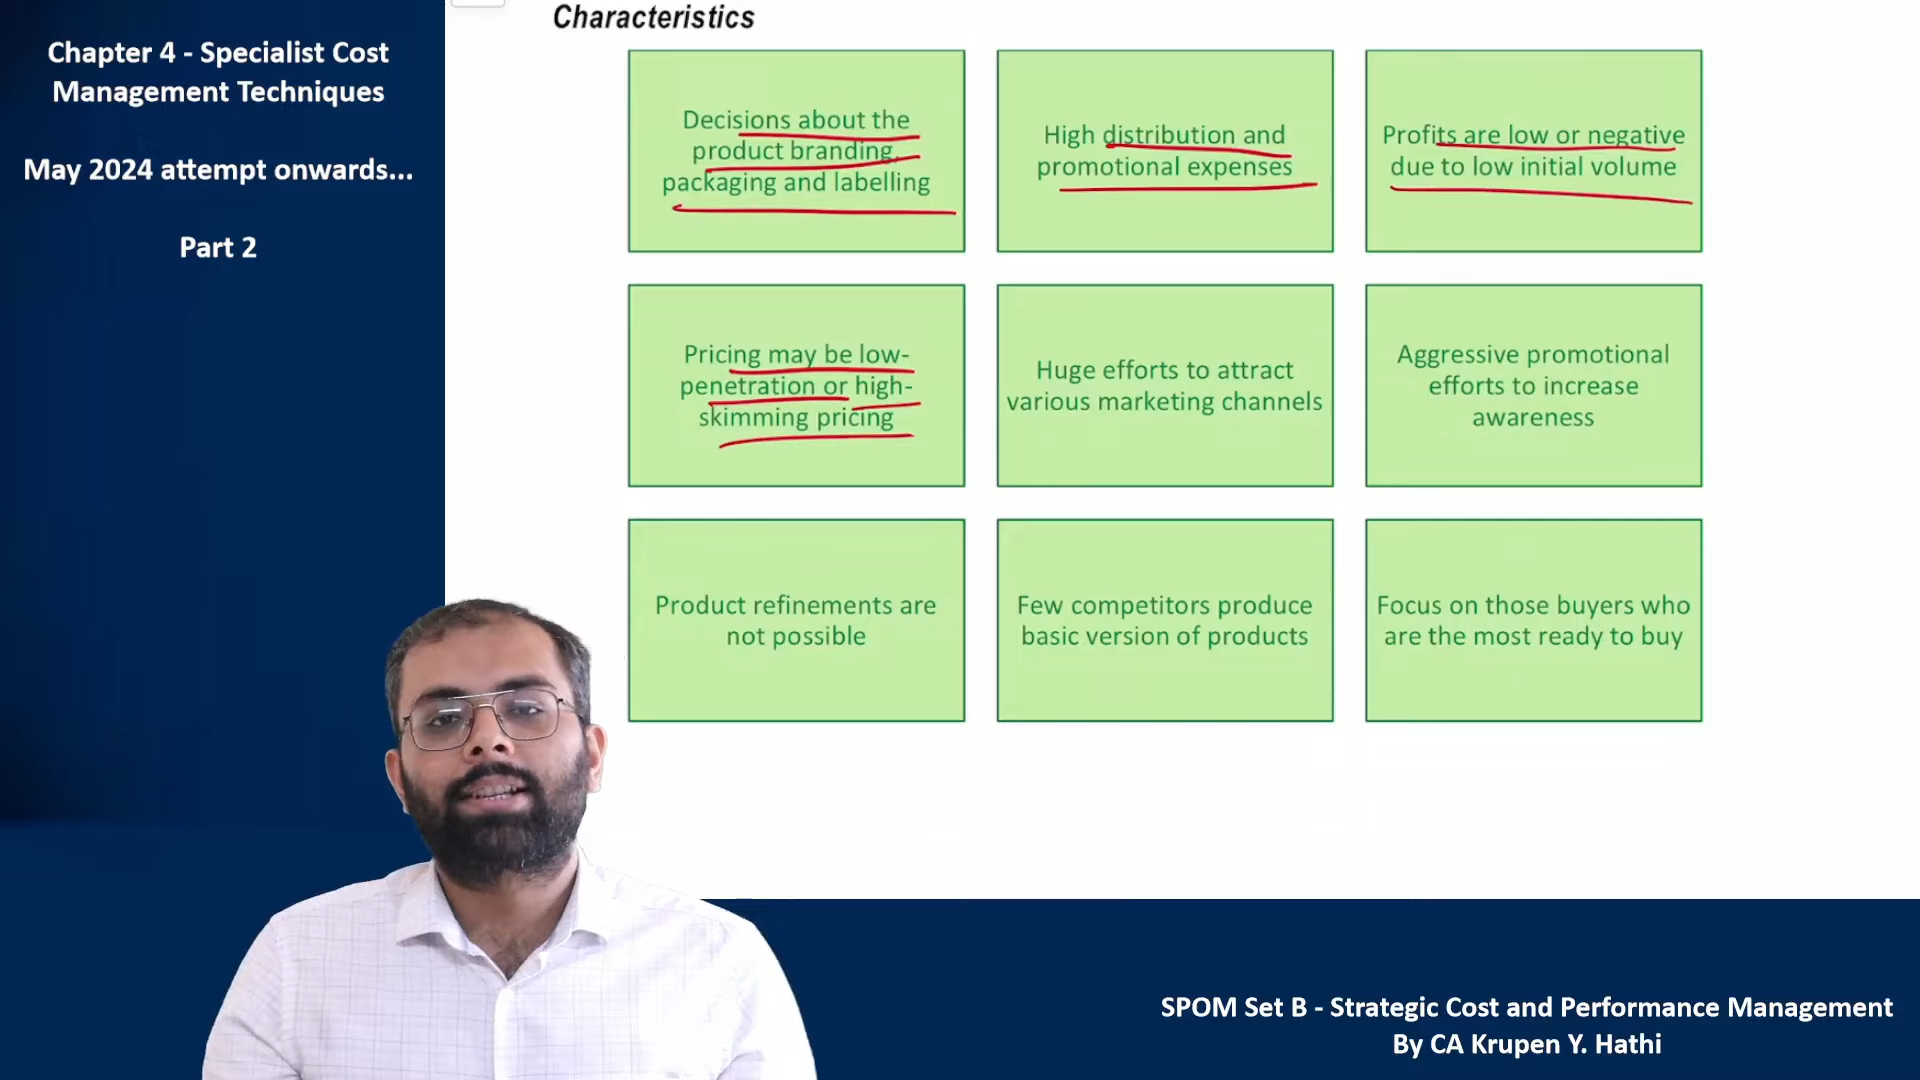 Chapter 4 - Specialist Cost
Management Techniques
May 2024 attempt onwards...
Part 2
Characteristics
Decisions about the
product branding,
packaging and labelling
High distribution and
promotional expenses
Profits are low or negative
due to low initial volume
Pricing may be low-
penetration or high-
skimming pricing
Huge efforts to attract
various marketing channels
Aggressive promotional
efforts to increase
awareness
Product refinements are
not possible
Few competitors produce
basic version of products
Focus on those buyers who
are the most ready to buy
SPOM Set B - Strategic Cost and Performance Management
By CA Krupen Y. Hathi